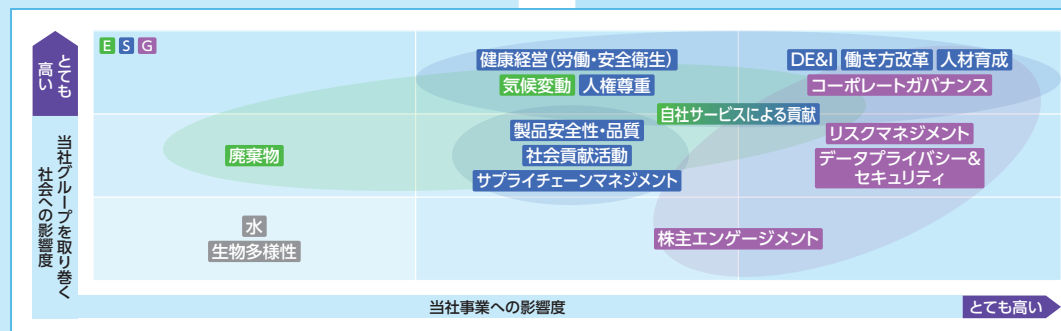 とても高い
当社グループを取り巻く社会への影響度
E S G
健康経営(労働・安全衛生)
気候変動 人権尊重
DE&I 働き方改革 人材育成
コーポレートガバナンス
自社サービスによる貢献
廃棄物
製品安全性・品質
社会貢献活動
サプライチェーンマネジメント
リスクマネジメント
データプライバシー&
セキュリティ
水
生物多様性
株主エンゲージメント
当社事業への影響度
とても高い